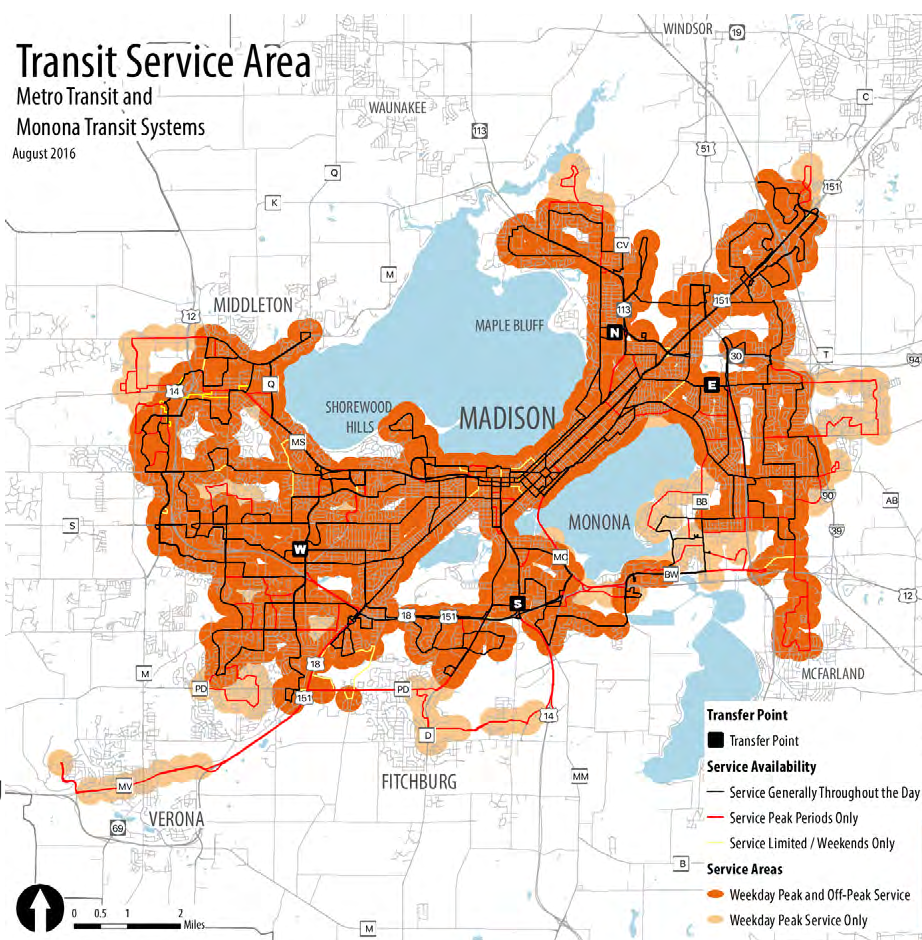 Transit Service Area
Metro Transit and
Monona Transit Systems
August 2016
WINDSOR
19
C
WAUNAKEE
113
51
Q
151
K
CV
M
MIDDLETON
12
151
113
MAPLE BLUFF
N
30
T
94
E
14
Q
SHOREWOOD
HILLS
MADISON
MS
90
AB
BB
S
MONONA
39
W
MC
BW
12
S
18
151
M
18
MCFARLAND
PD
151
PD
14
D
MM
FITCHBURG
MV
VERONA
69
B
M
Transfer Point
Transfer Point
Service Availability
Service Generally Throughout the Day
Service Peak Periods Only
Service Limited / Weekends Only
Service Areas
Weekday Peak and Off-Peak Service
Weekday Peak Service Only
0 0.5 1 2
Miles